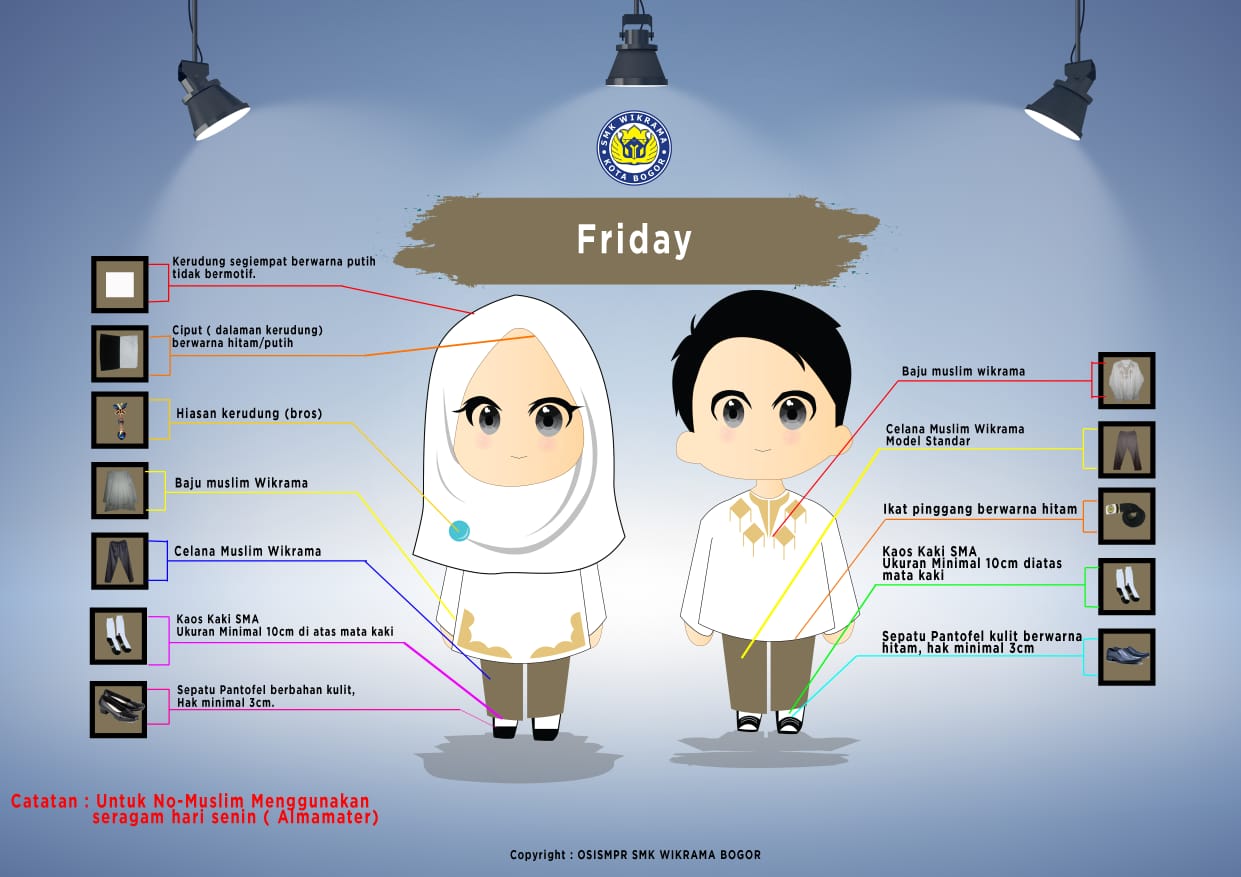 SMK WIKRAMA
KOTA BOGOR
Friday
Kerudung segiempat berwarna putih
tidak bermotif.
Ciput ( dalaman kerudung)
berwarna hitam/putih
Hiasan kerudung (bros)
Baju muslim Wikrama
Celana Muslim Wikrama
Kaos Kaki SMA
Ukuran Minimal 10cm di atas mata kaki
Sepatu Pantofel berbahan kulit,
Hak minimal 3cm.
Baju muslim wikrama
Celana Muslim Wikrama
Model Standar
Ikat pinggang berwarna hitam
Kaos Kaki SMA
Ukuran Minimal 10cm diatas
mata kaki
Sepatu Pantofel kulit berwarna
hitam, hak minimal 3cm
Catatan : Untuk No-Muslim Menggunakan
seragam hari senin ( Almamater)
Copyright : OSISMPR SMK WIKRAMA BOGOR